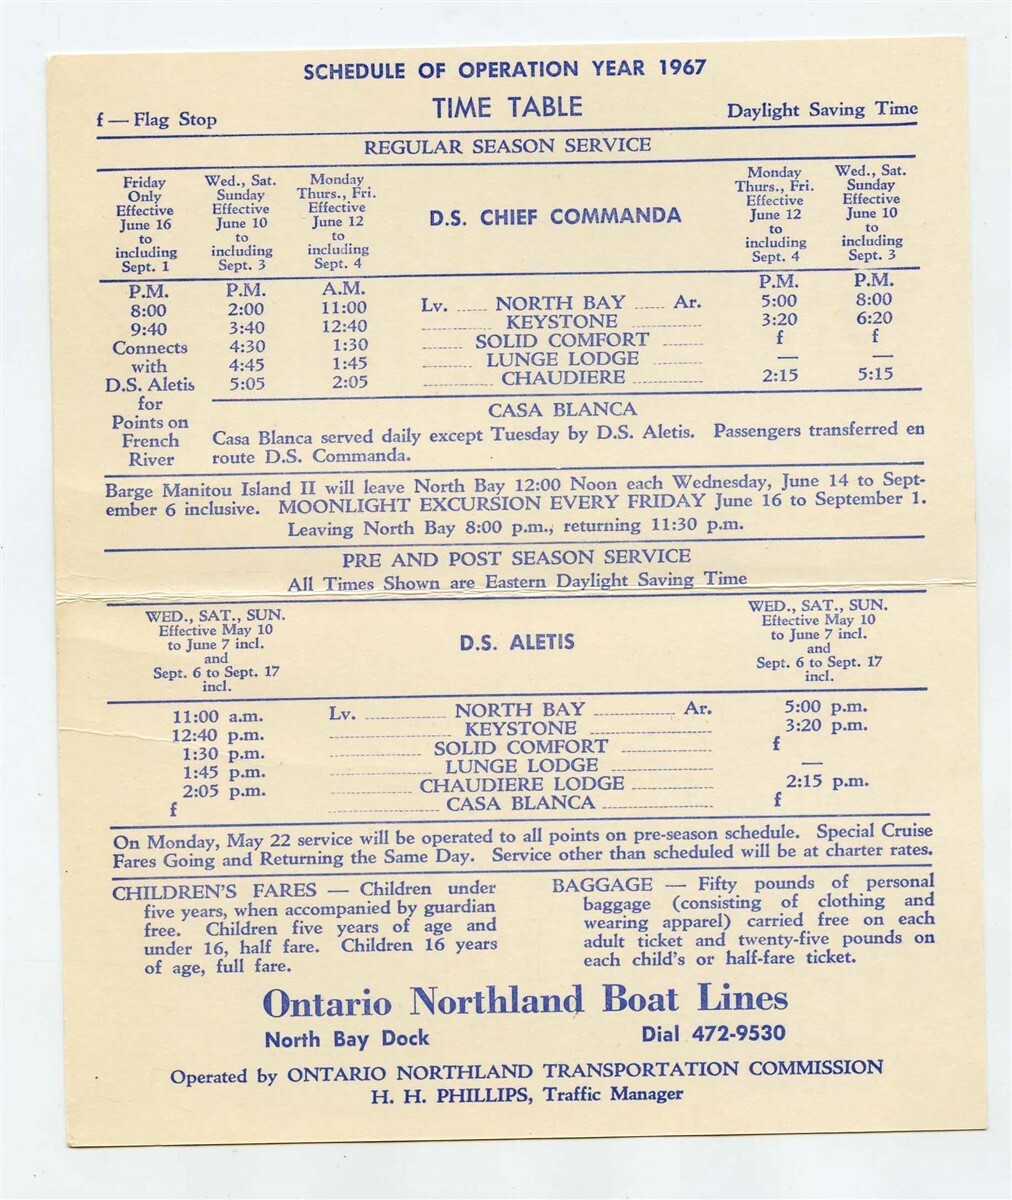 SCHEDULE OF OPERATION YEAR 1967
f — Flag Stop TIME TABLE Daylight Saving Time
REGULAR SEASON SERVICE
Friday
Only
Effective
June 16
to
including
Sept. 1
Wed., Sat.
Sunday
Effective
June 10
to
including
Sept. 3
Monday
Thurs., Fri.
Effective
June 12
to
including
Sept. 4
D.S. CHIEF COMMANDA
Monday
Thurs., Fri.
Effective
June 12
to
including
Sept. 4
Wed., Sat.
Sunday
Effective
June 10
to
including
Sept. 3
P.M. P.M. A.M. P.M. P.M.
8:00 2:00 11:00 Lv. ...... NORTH BAY ...... Ar. 5:00 8:00
9:40 3:40 12:40 KEYSTONE 3:20 6:20
Connects 4:30 1:30 SOLID COMFORT f f
with 4:45 1:45 LUNGE LODGE — —
D.S. Aletis 5:05 2:05 CHAUDIERE 2:15 5:15
for
Points on
French
River
CASA BLANCA
Casa Blanca served daily except Tuesday by D.S. Aletis. Passengers transferred en
route D.S. Commanda.
Barge Manitou Island II will leave North Bay 12:00 Noon each Wednesday, June 14 to Sept-
ember 6 inclusive. MOONLIGHT EXCURSION EVERY FRIDAY June 16 to September 1.
Leaving North Bay 8:00 p.m., returning 11:30 p.m.
PRE AND POST SEASON SERVICE
All Times Shown are Eastern Daylight Saving Time
WED., SAT., SUN.
Effective May 10
to June 7 incl.
and
Sept. 6 to Sept. 17
incl.
D.S. ALETIS
WED., SAT., SUN.
Effective May 10
to June 7 incl.
and
Sept. 6 to Sept. 17
incl.
11:00 a.m. Lv. NORTH BAY Ar. 5:00 p.m.
12:40 p.m. KEYSTONE 3:20 p.m.
1:30 p.m. SOLID COMFORT f
1:45 p.m. LUNGE LODGE —
2:05 p.m. CHAUDIERE LODGE 2:15 p.m.
f CASA BLANCA f
On Monday, May 22 service will be operated to all points on pre-season schedule. Special Cruise
Fares Going and Returning the Same Day. Service other than scheduled will be at charter rates.
CHILDREN'S FARES — Children under
five years, when accompanied by guardian
free. Children five years of age and
under 16, half fare. Children 16 years
of age, full fare.
BAGGAGE — Fifty pounds of personal
baggage (consisting of clothing and
wearing apparel) carried free on each
adult ticket and twenty-five pounds on
each child's or half-fare ticket.
Ontario Northland Boat Lines
North Bay Dock Dial 472-9530
Operated by ONTARIO NORTHLAND TRANSPORTATION COMMISSION
H. H. PHILLIPS, Traffic Manager